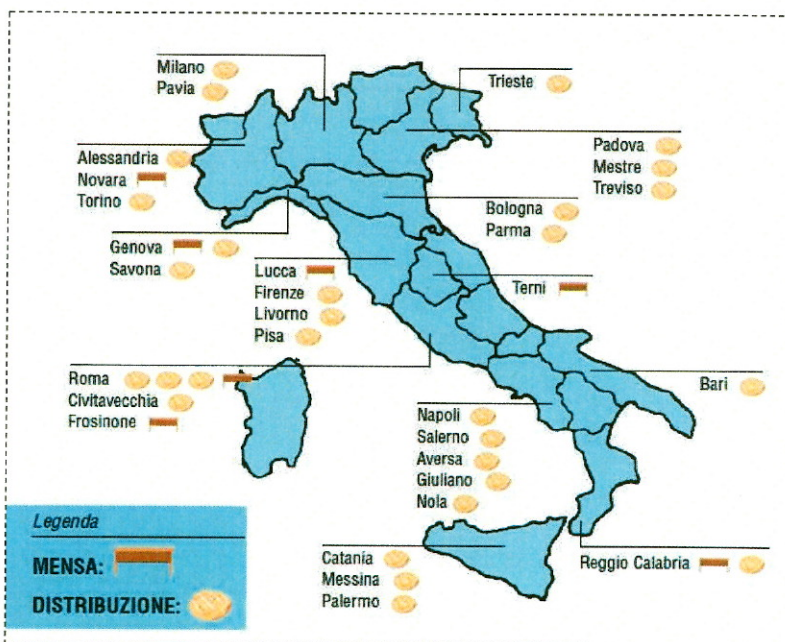 Milano
Pavia
Trieste
Padova
Mestre
Treviso
Alessandria
Novara
Torino
Bologna
Parma
Genova
Savona
Lucca
Firenze
Livorno
Pisa
Terni
Roma
Civitavecchia
Frosinone
Bari
Napoli
Salerno
Aversa
Giuliano
Nola
Legenda
MENSA:
DISTRIBUZIONE:
Catania
Messina
Palermo
Reggio Calabria